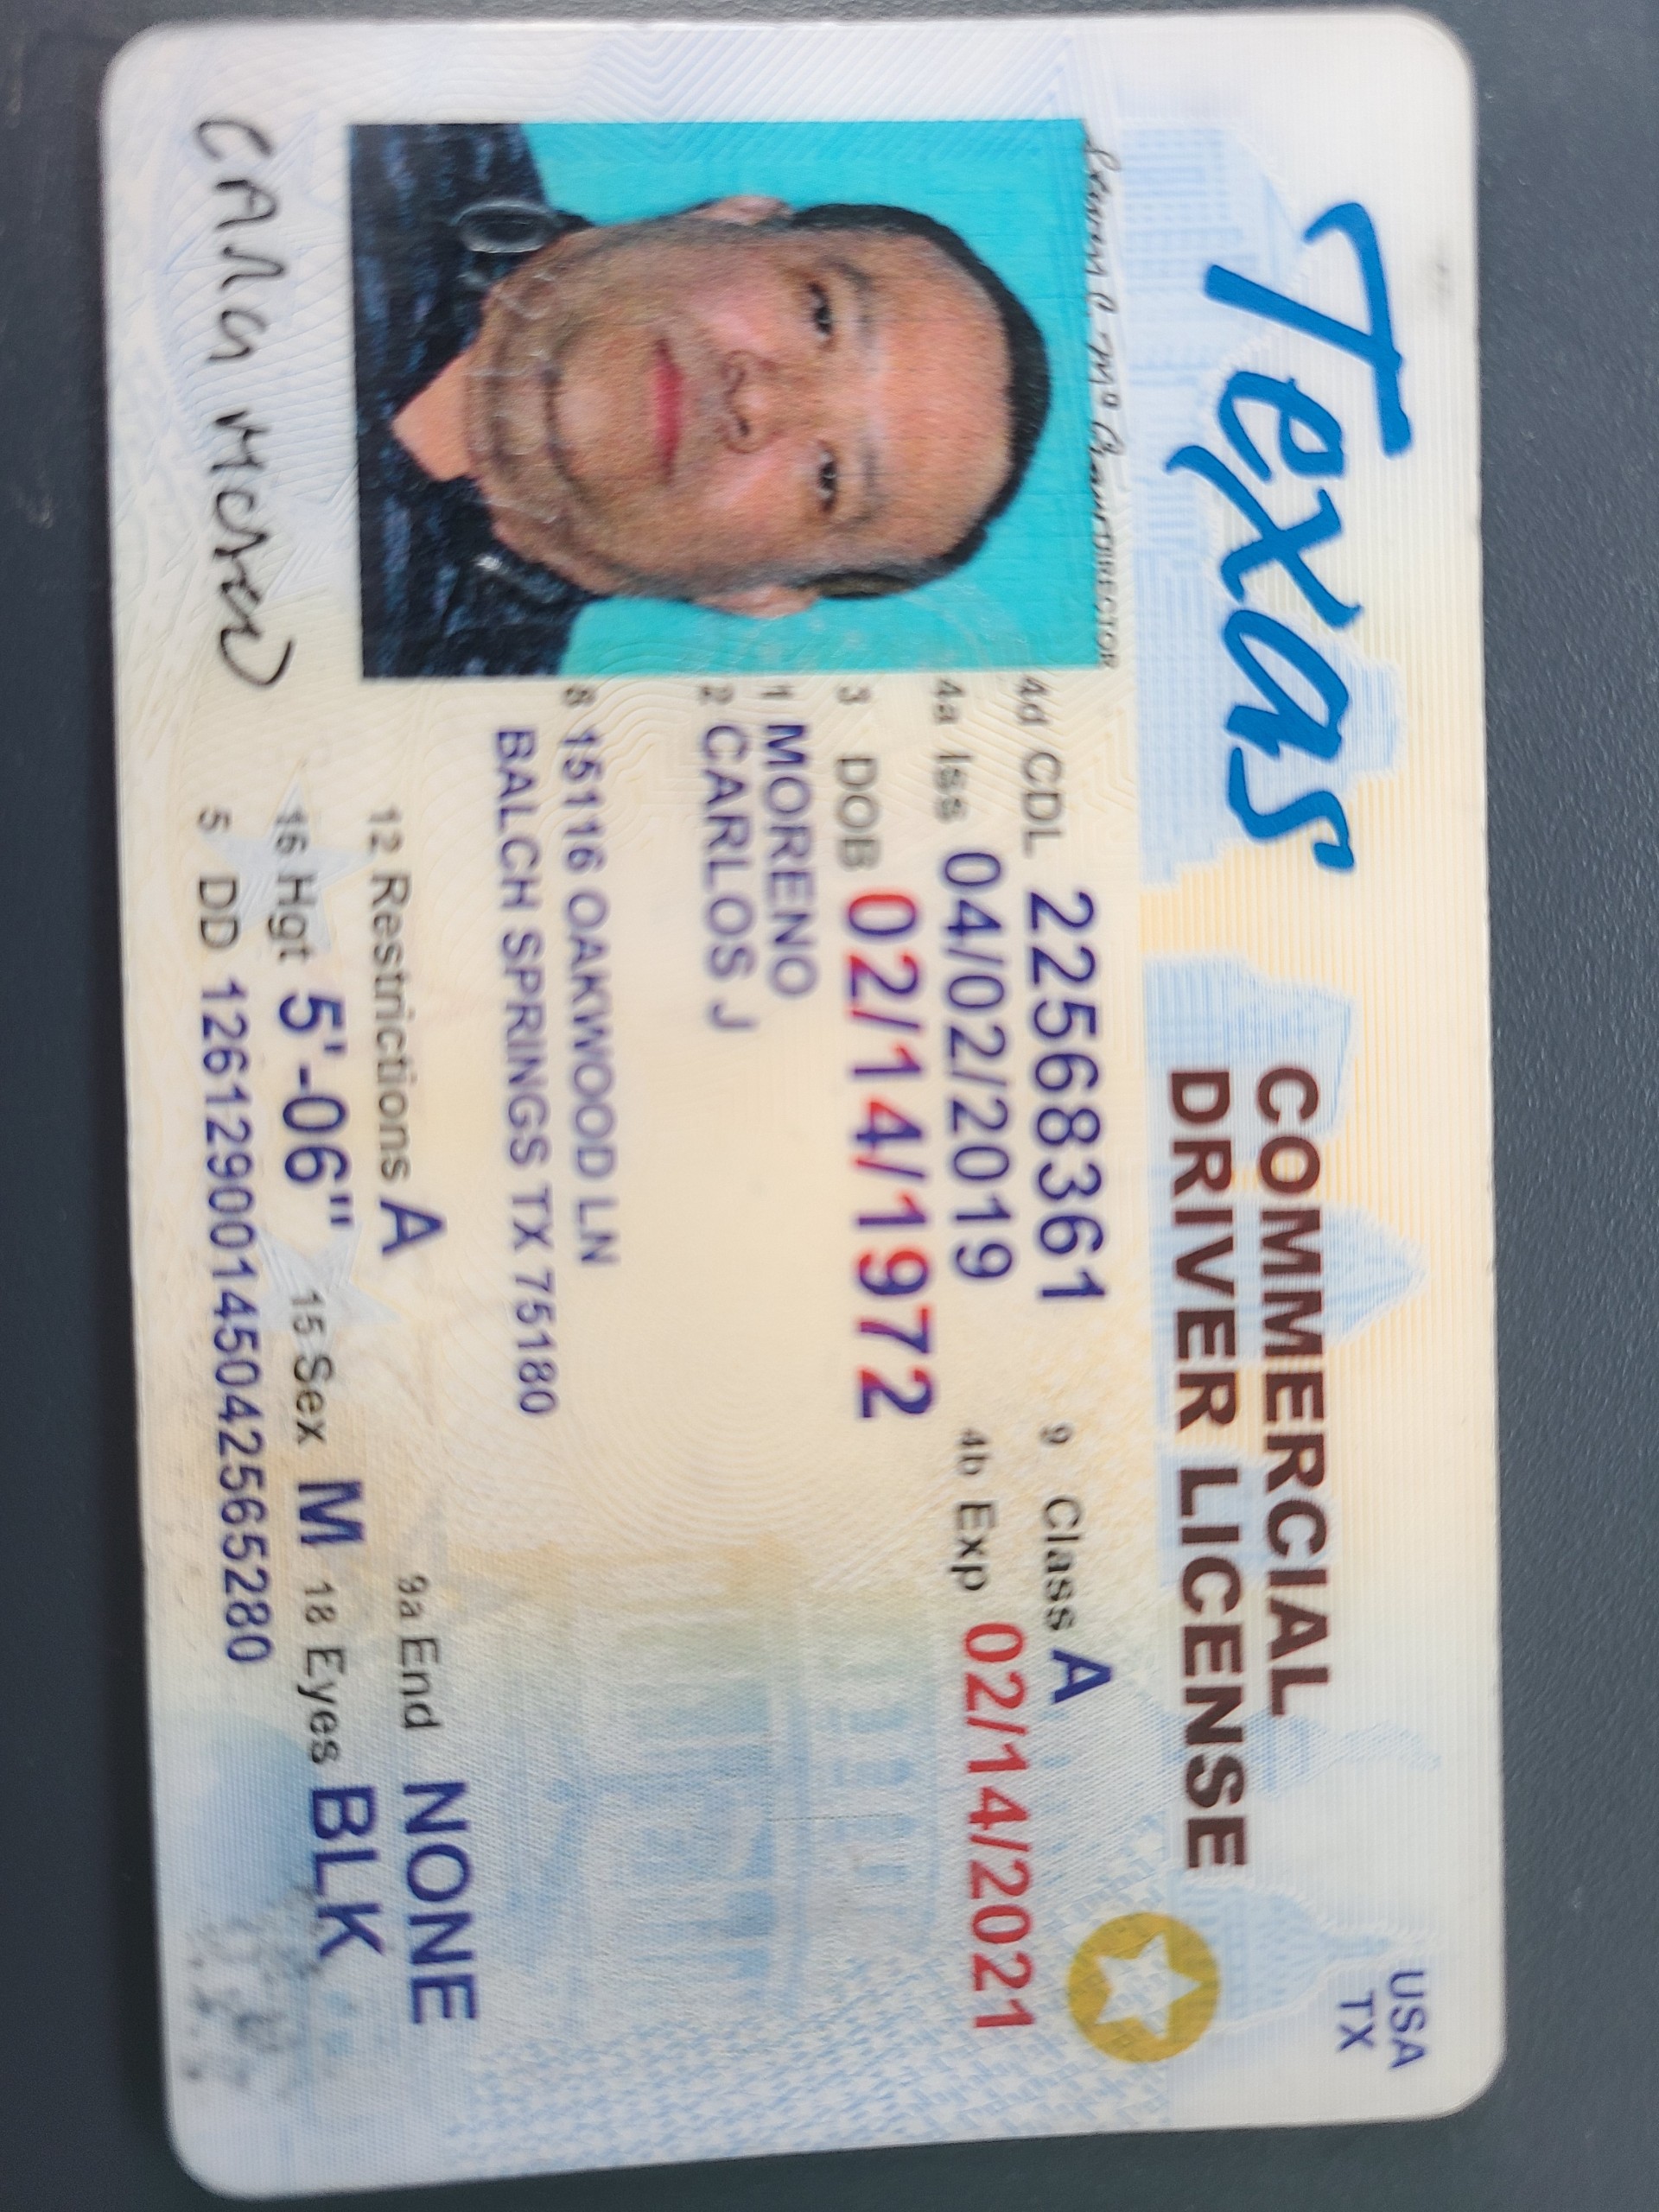 Texas
USA
TX
COMMERCIAL
DRIVER LICENSE
DIRECTOR
4d CDL 22568361 9 Class A
4a Iss 04/02/2019 4b Exp 02/14/2021
3 DOB 02/14/1972
1 MORENO
2 CARLOS J
8 15116 OAKWOOD LN
BALCH SPRINGS TX 75180
12 Restrictions A 9a End NONE
16 Hgt 5'-06" 15 Sex M 18 Eyes BLK
5 DD 12612900145042565280